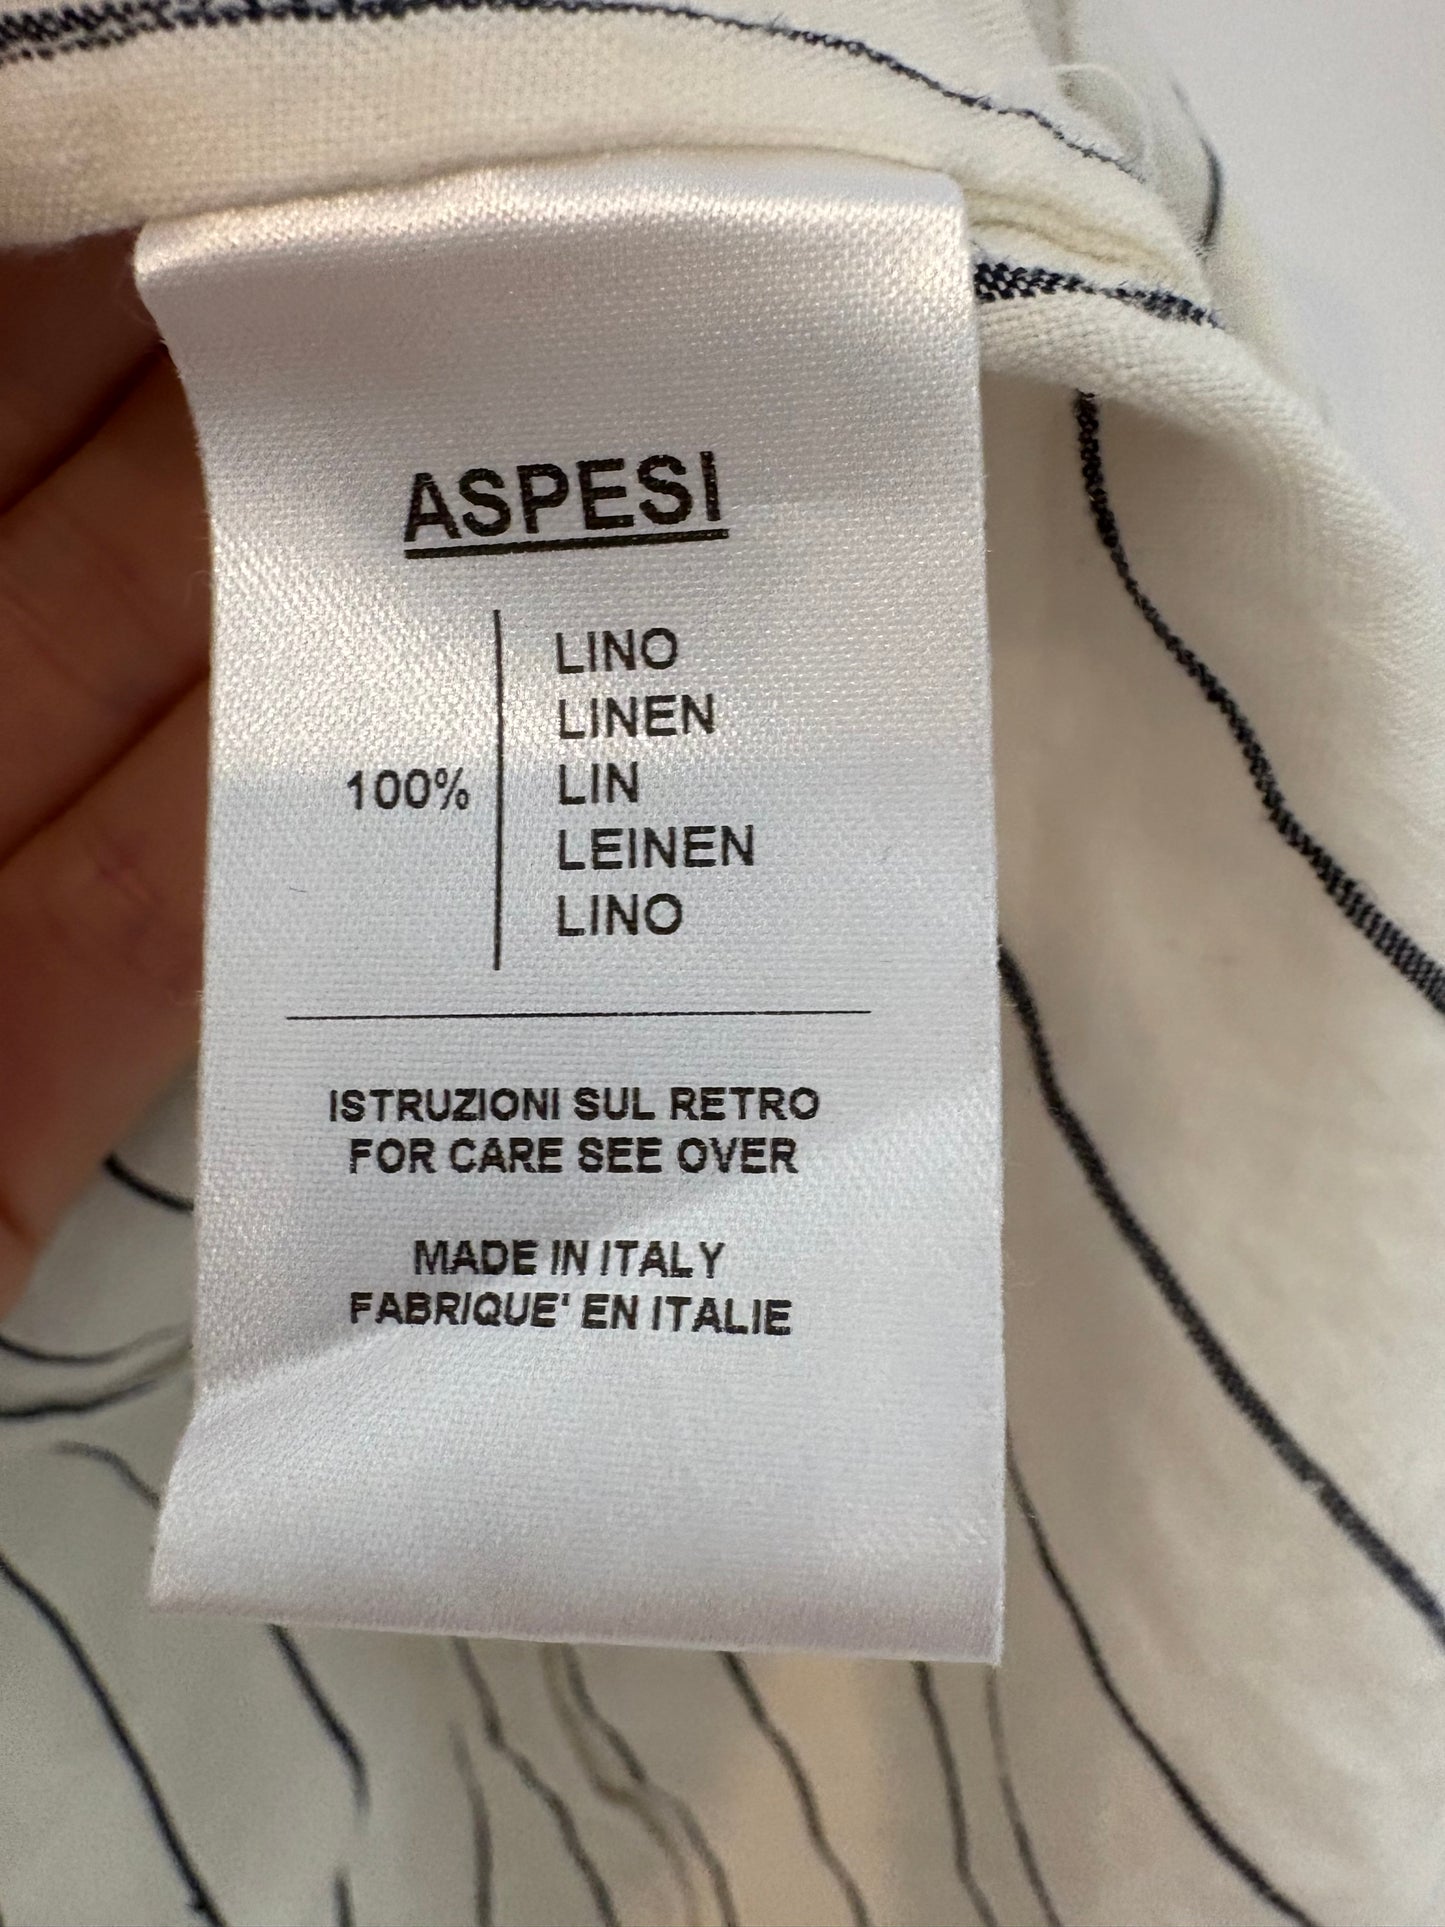 ASPESI
100%
LINO
LINEN
LIN
LEINEN
LINO
ISTRUZIONI SUL RETRO
FOR CARE SEE OVER
MADE IN ITALY
FABRIQUE' EN ITALIE